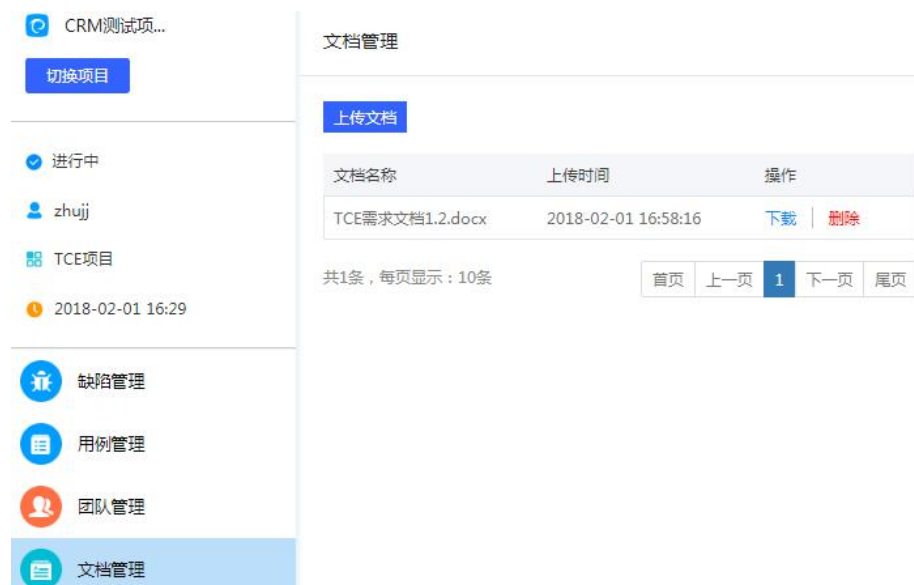 CRM测试项...
切换项目
进行中
zhujj
TCE项目
2018-02-01 16:29
缺陷管理
用例管理
团队管理
文档管理
文档管理
上传文档
文档名称 上传时间 操作
TCE需求文档1.2.docx 2018-02-01 16:58:16 下载 删除
共1条，每页显示：10条 首页 上一页 1 下一页 尾页